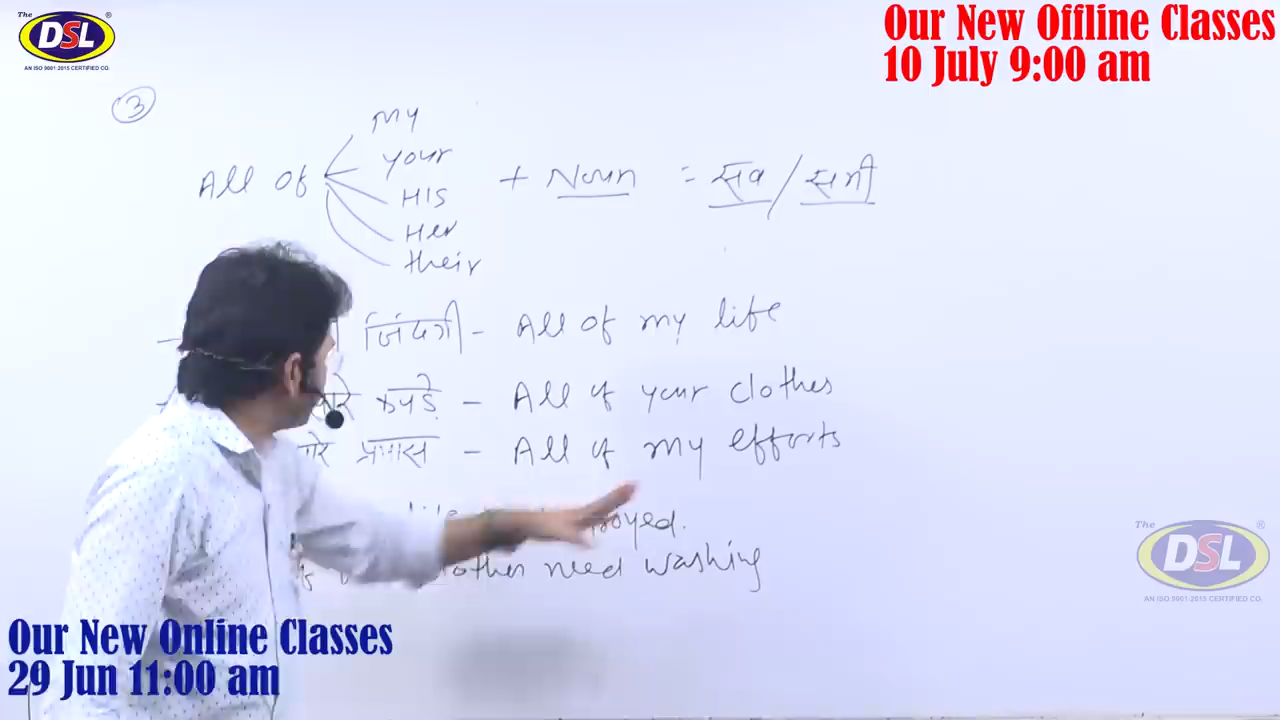 The DSL ®
AN ISO 9001:2015 CERTIFIED CO.
Our New Offline Classes
10 July 9:00 am
3
All of My + Noun = सब / सभी
Your
HIS
Her
their
जिंदगी - All of my life
कपड़े - All of your clothes
प्रयास - All of my efforts
need washing
The DSL ®
AN ISO 9001:2015 CERTIFIED CO.
Our New Online Classes
29 Jun 11:00 am